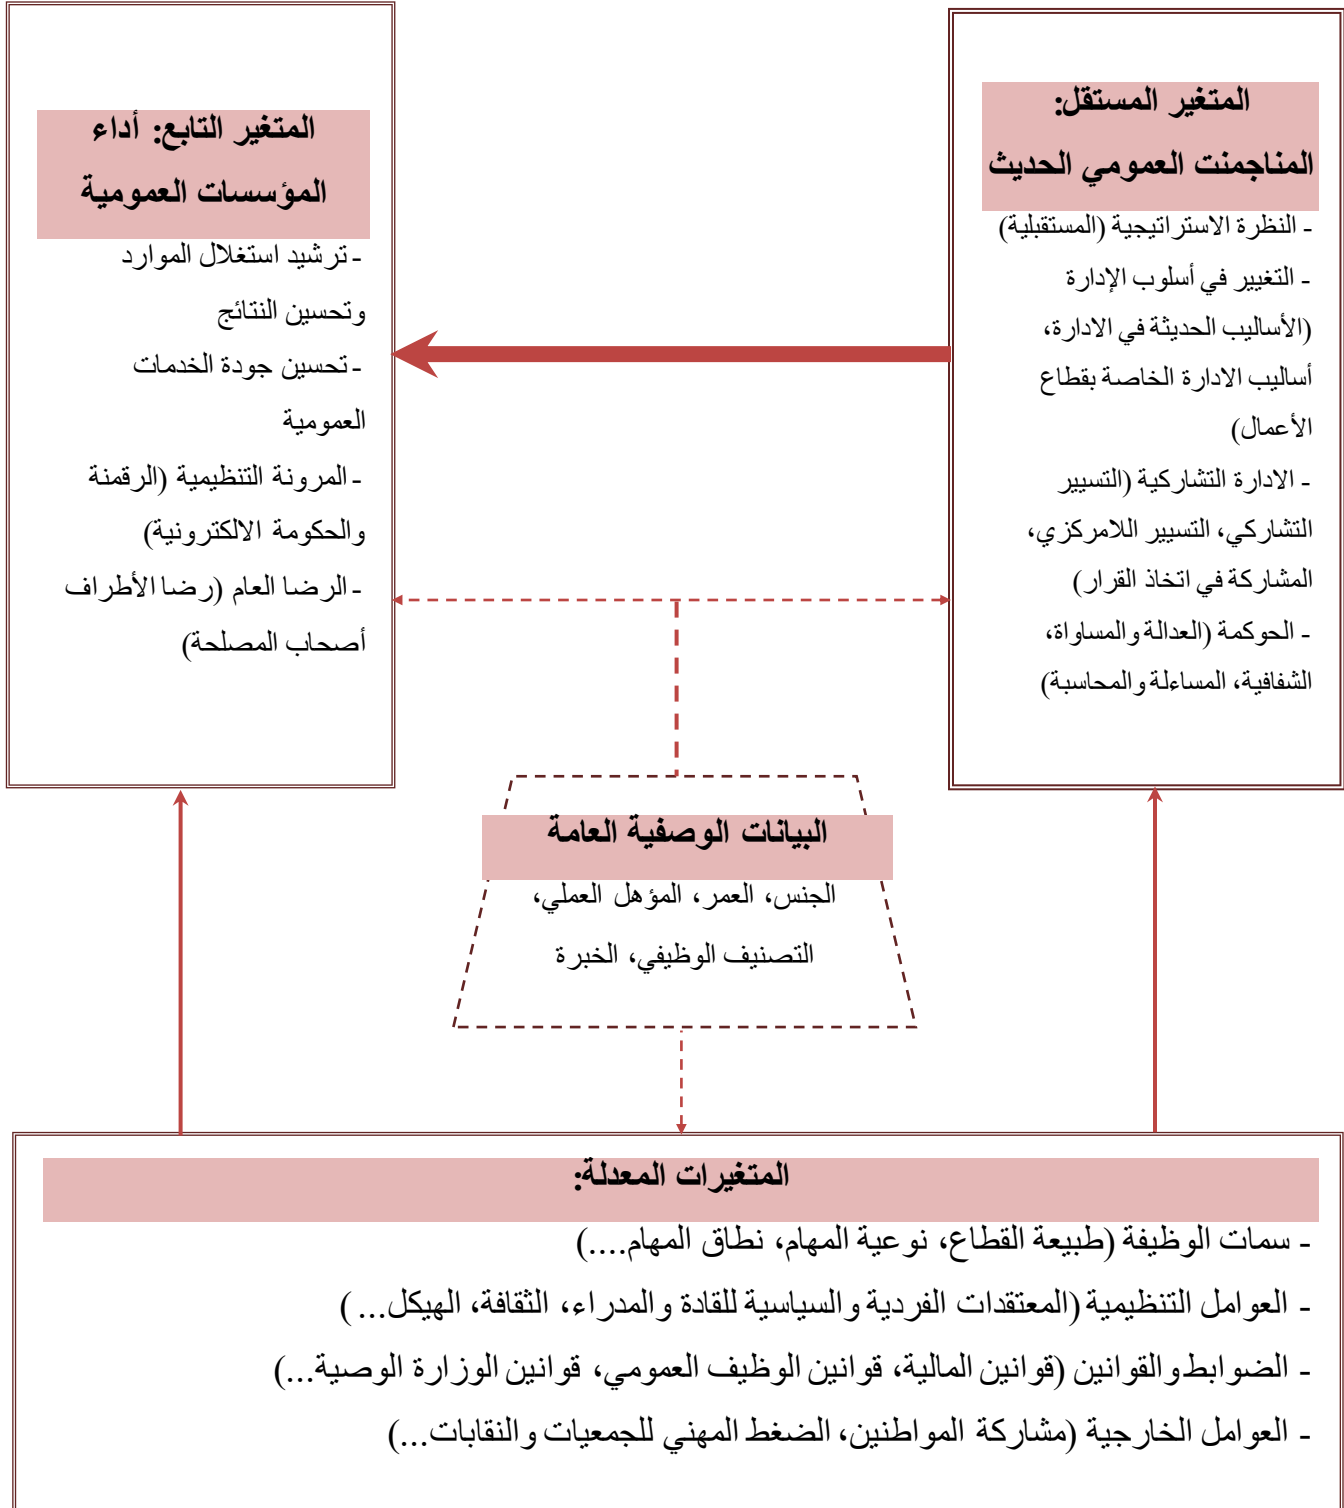 المتغير المستقل:
المناجمنت العمومي الحديث
- النظرة الاستراتيجية (المستقبلية)
- التغيير في أسلوب الإدارة
(الأساليب الحديثة في الادارة،
أساليب الادارة الخاصة بقطاع
الأعمال)
- الادارة التشاركية (التسيير
التشاركي، التسيير اللامركزي،
المشاركة في اتخاذ القرار)
- الحوكمة (العدالة والمساواة،
الشفافية، المساءلة والمحاسبة)
المتغير التابع: أداء
المؤسسات العمومية
- ترشيد استغلال الموارد
وتحسين النتائج
- تحسين جودة الخدمات
العمومية
- المرونة التنظيمية (الرقمنة
والحكومة الالكترونية)
- الرضا العام (رضا الأطراف
أصحاب المصلحة)
البيانات الوصفية العامة
الجنس، العمر، المؤهل العملي،
التصنيف الوظيفي، الخبرة
المتغيرات المعدلة:
- سمات الوظيفة (طبيعة القطاع، نوعية المهام، نطاق المهام....)
- العوامل التنظيمية (المعتقدات الفردية والسياسية للقادة والمدراء، الثقافة، الهيكل... )
- الضوابط والقوانين (قوانين المالية، قوانين الوظيف العمومي، قوانين الوزارة الوصية...)
- العوامل الخارجية (مشاركة المواطنين، الضغط المهني للجمعيات والنقابات...)